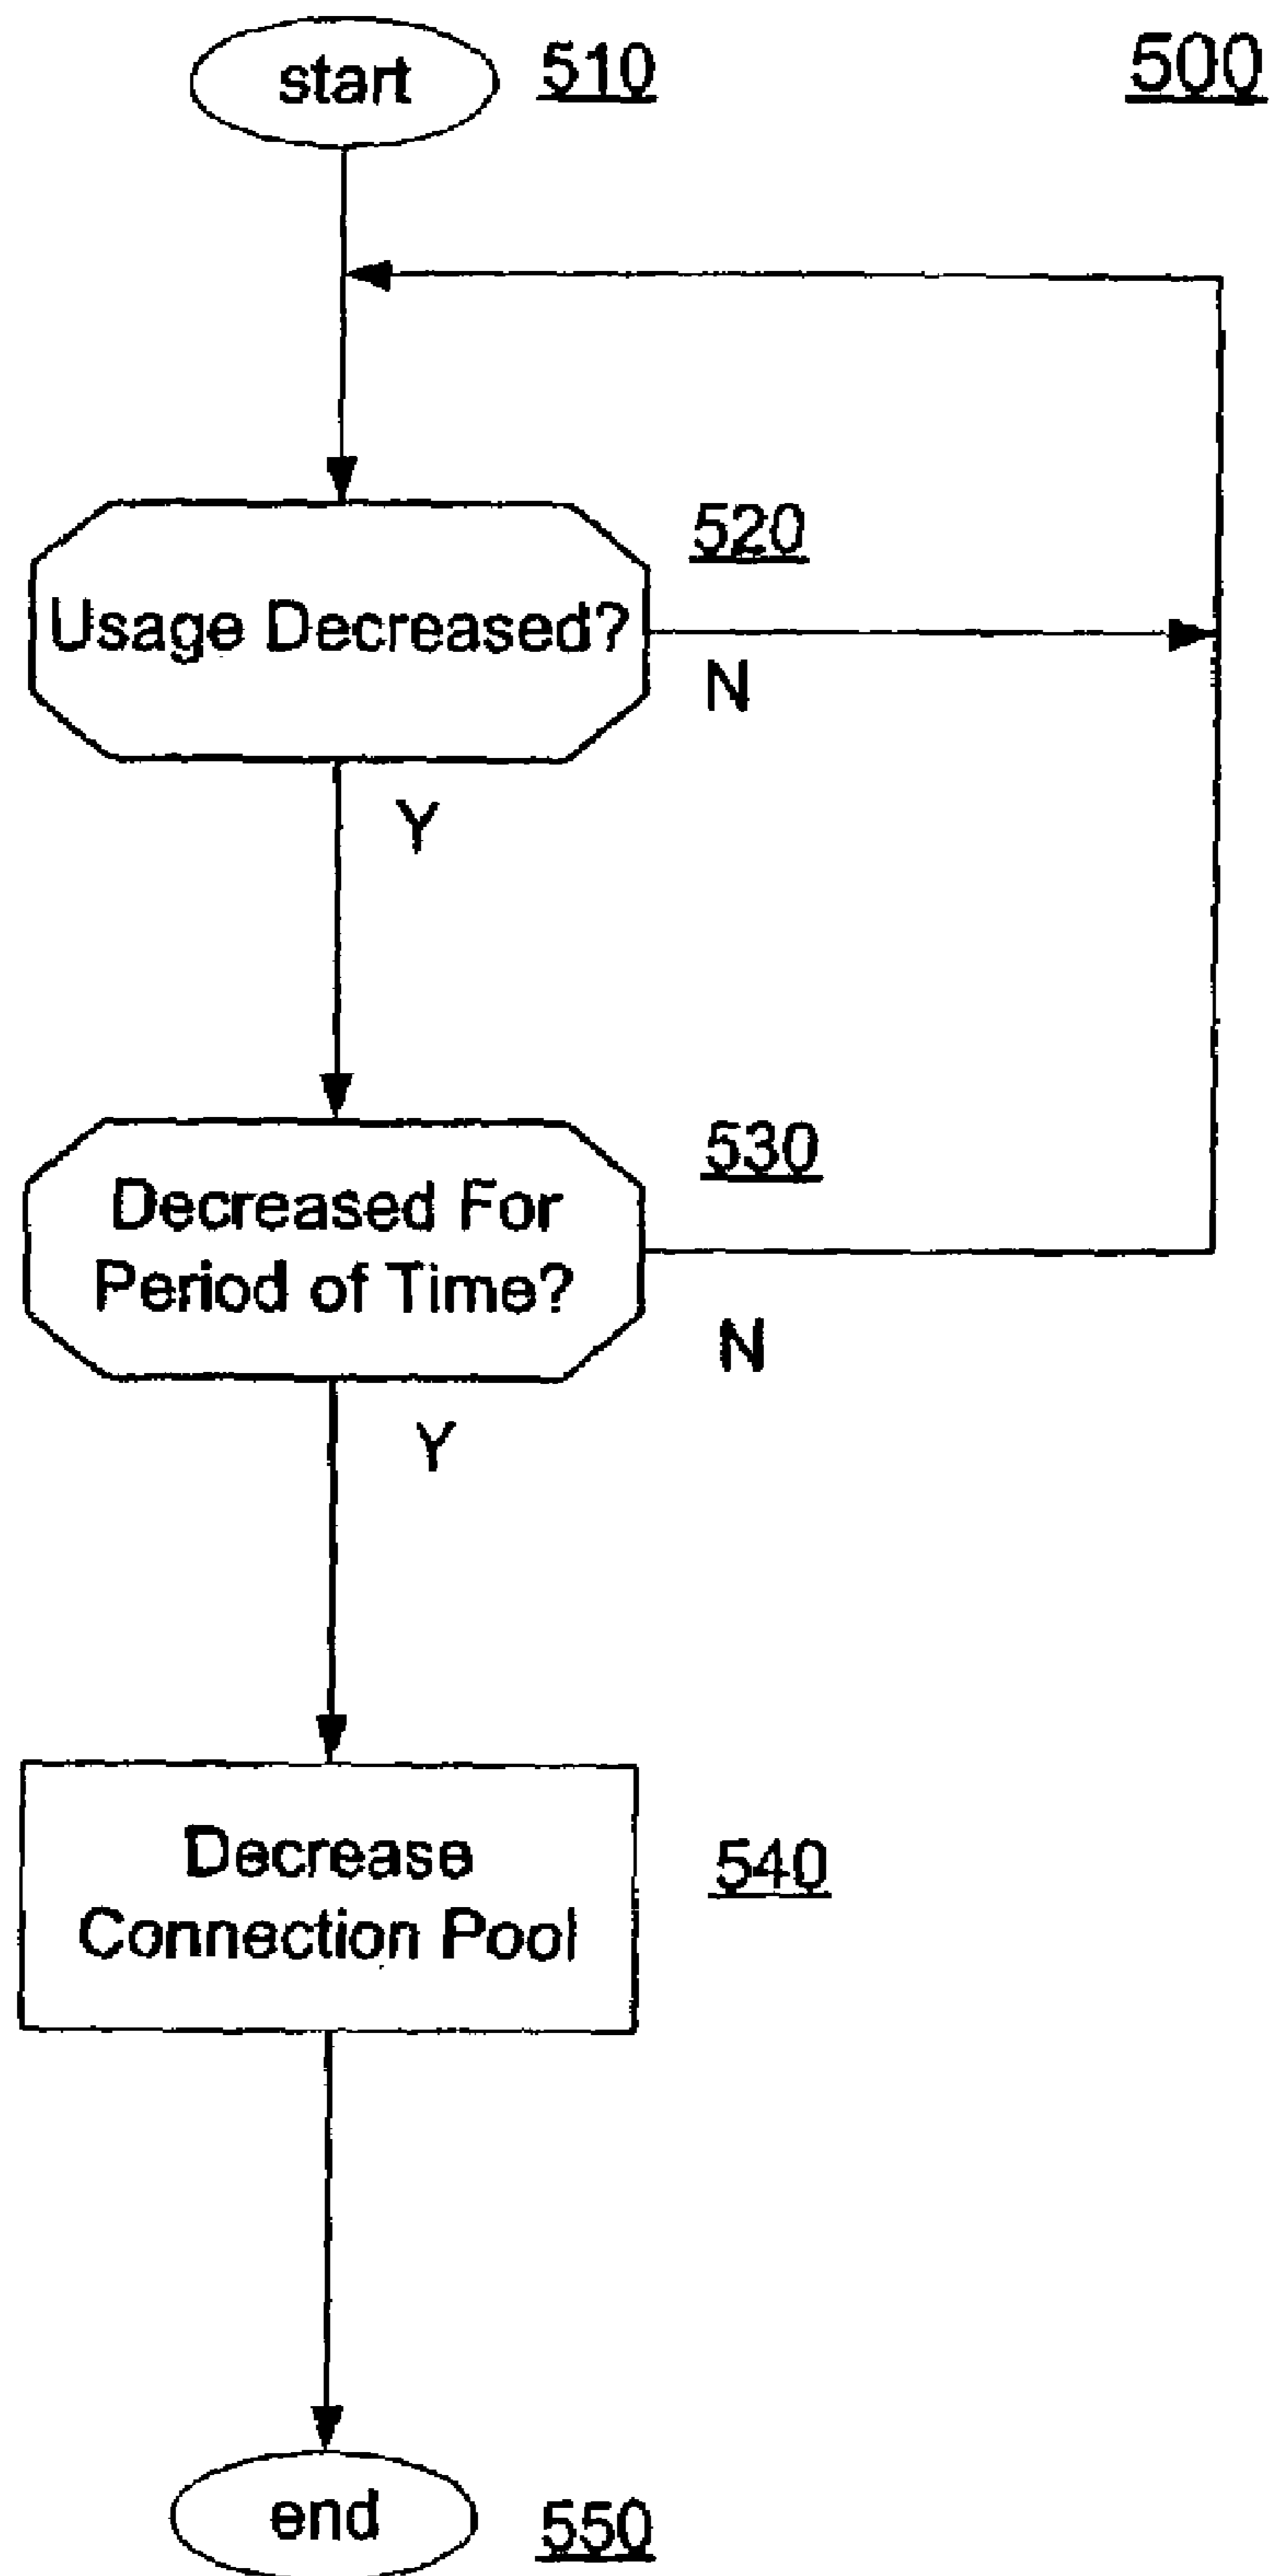 start
510
500
Usage Decreased?
520
N
Y
Decreased For
Period of Time?
530
N
Y
Decrease
Connection Pool
540
end
550